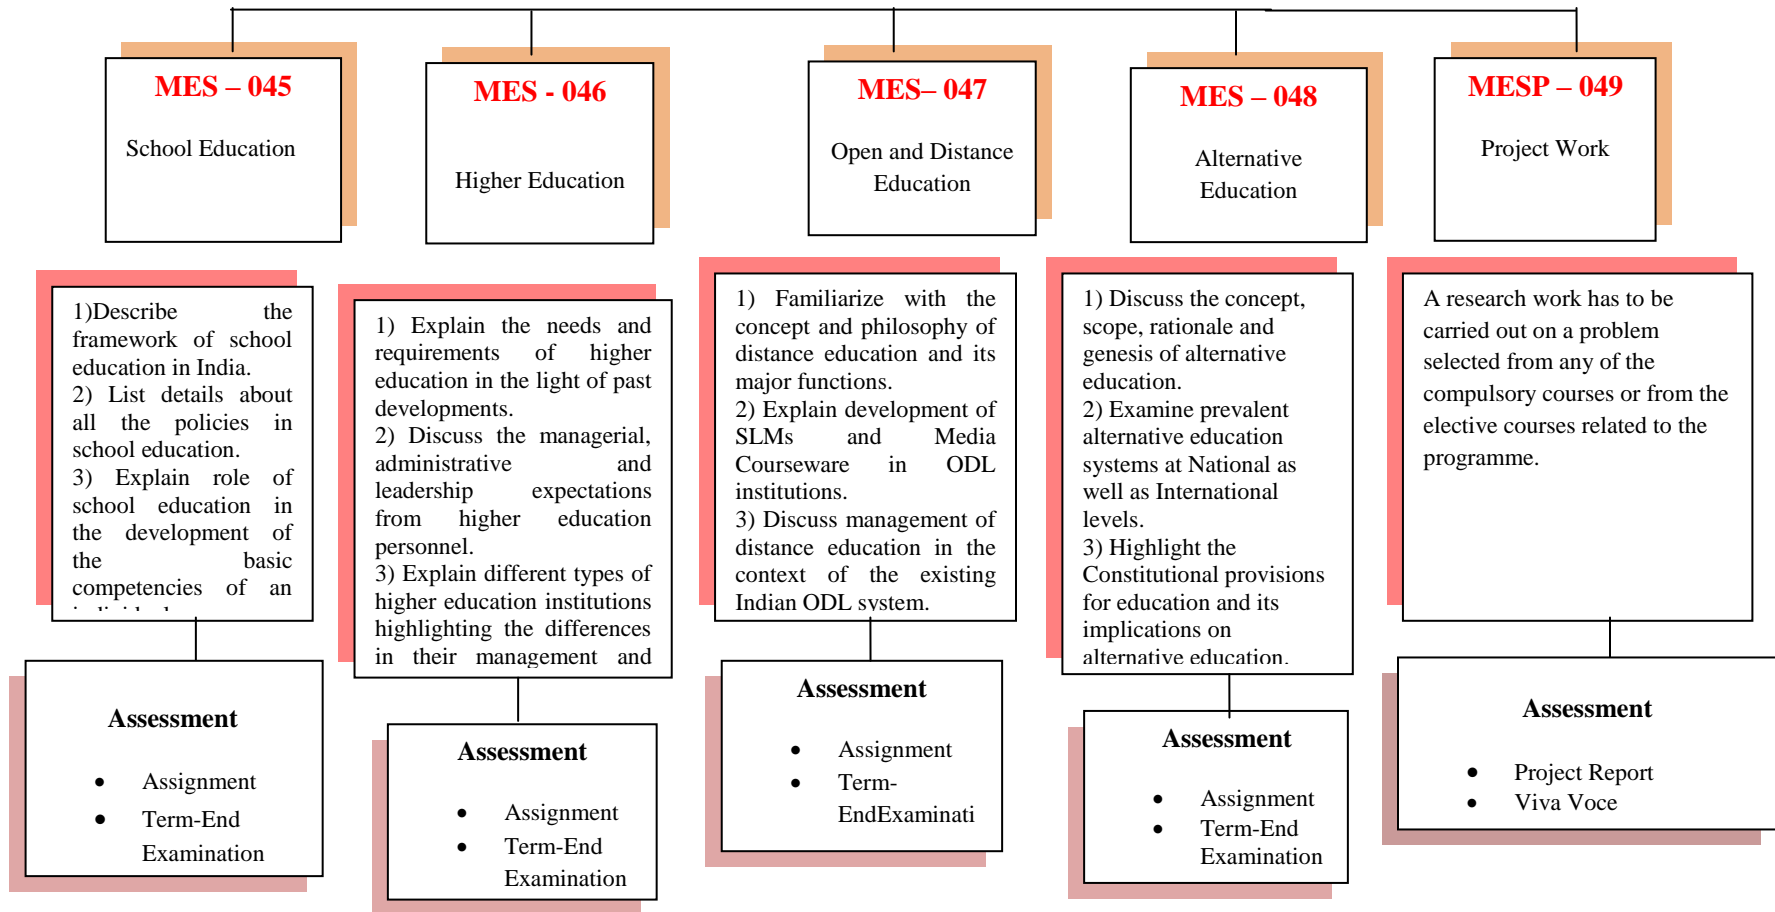 MES – 045
School Education
MES - 046
Higher Education
MES– 047
Open and Distance
Education
MES – 048
Alternative
Education
MESP – 049
Project Work
1)Describe the
framework of school
education in India.
2) List details about
all the policies in
school education.
3) Explain role of
school education in
the development of
the basic
competencies of an
1) Explain the needs and
requirements of higher
education in the light of past
developments.
2) Discuss the managerial,
administrative and
leadership expectations
from higher education
personnel.
3) Explain different types of
higher education institutions
highlighting the differences
in their management and
1) Familiarize with the
concept and philosophy of
distance education and its
major functions.
2) Explain development of
SLMs and Media
Courseware in ODL
institutions.
3) Discuss management of
distance education in the
context of the existing
Indian ODL system.
1) Discuss the concept,
scope, rationale and
genesis of alternative
education.
2) Examine prevalent
alternative education
systems at National as
well as International
levels.
3) Highlight the
Constitutional provisions
for education and its
implications on
alternative education.
A research work has to be
carried out on a problem
selected from any of the
compulsory courses or from the
elective courses related to the
programme.
Assessment
• Assignment
• Term-End
Examination
Assessment
• Assignment
• Term-End
Examination
Assessment
• Assignment
• Term-
EndExaminati
Assessment
• Assignment
• Term-End
Examination
Assessment
• Project Report
• Viva Voce